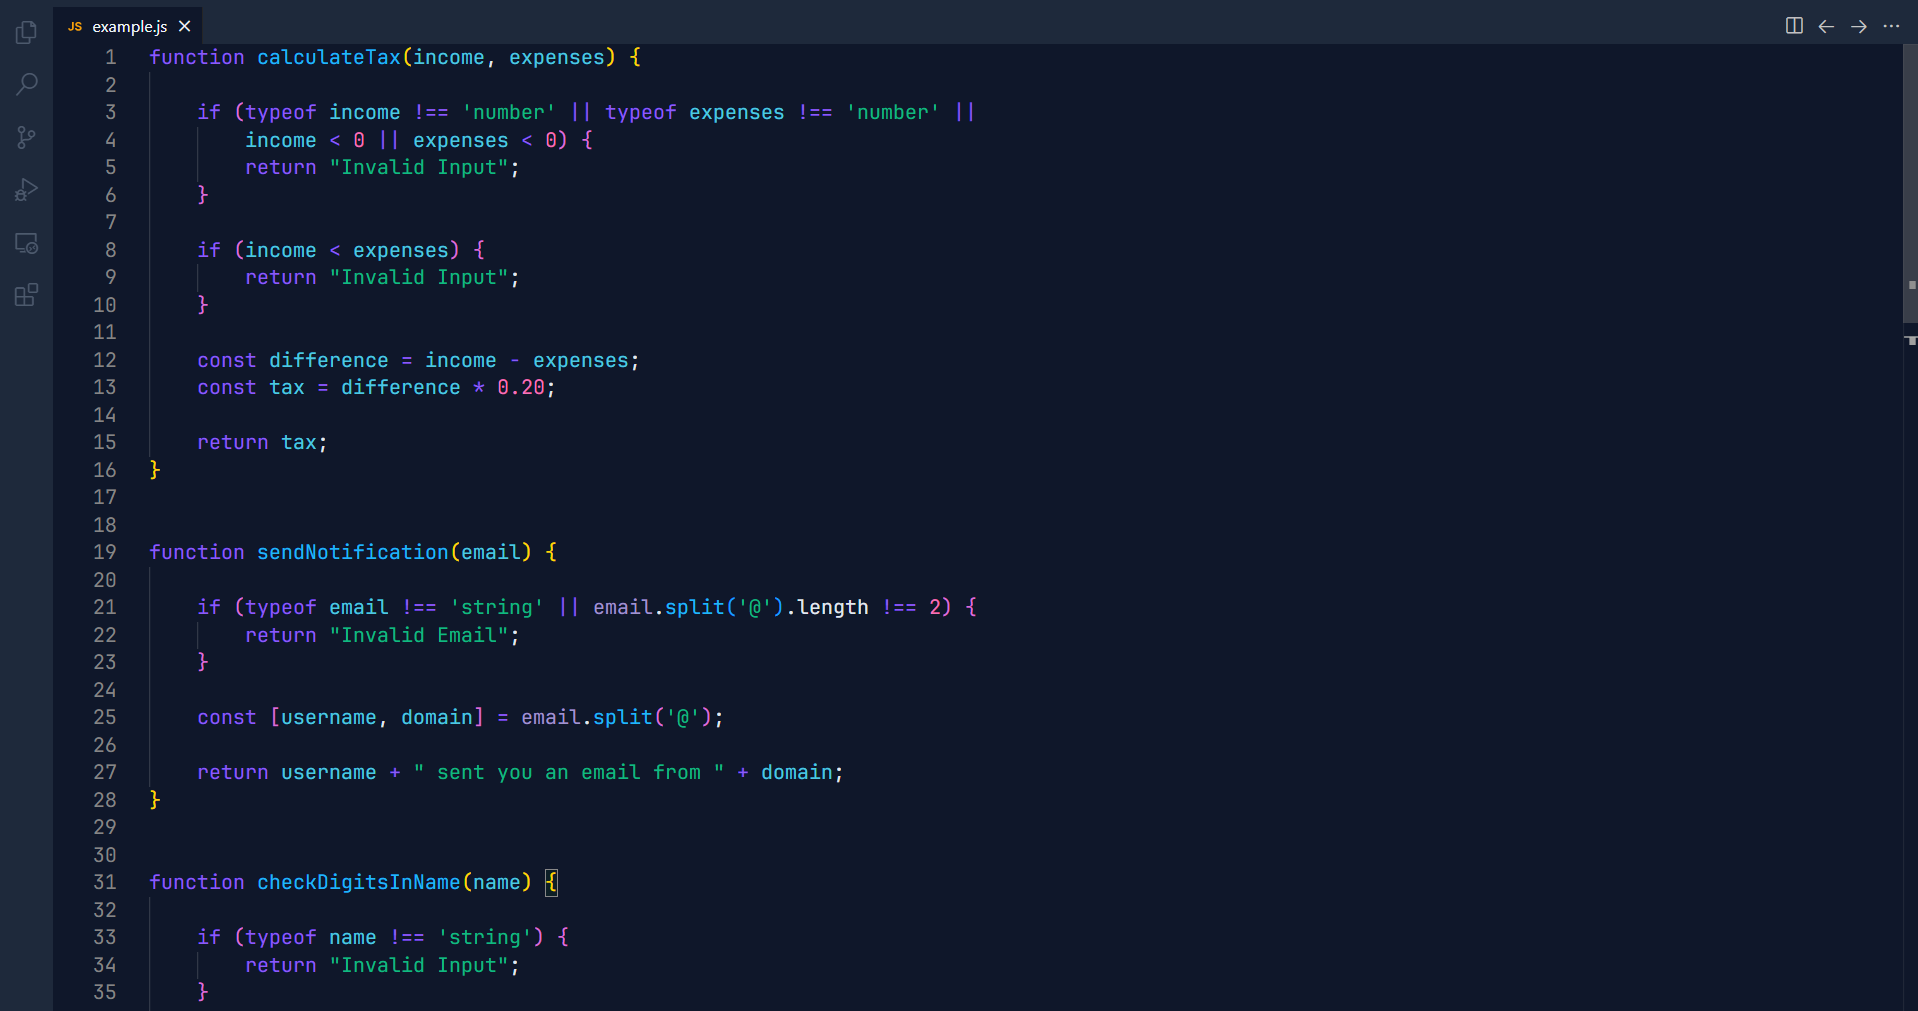 JS example.js
1 function calculateTax(income, expenses) {
2
3     if (typeof income !== 'number' || typeof expenses !== 'number' ||
4         income < 0 || expenses < 0) {
5         return "Invalid Input";
6     }
7
8     if (income < expenses) {
9         return "Invalid Input";
10     }
11
12     const difference = income - expenses;
13     const tax = difference * 0.20;
14
15     return tax;
16 }
17
18
19 function sendNotification(email) {
20
21     if (typeof email !== 'string' || email.split('@').length !== 2) {
22         return "Invalid Email";
23     }
24
25     const [username, domain] = email.split('@');
26
27     return username + " sent you an email from " + domain;
28 }
29
30
31 function checkDigitsInName(name) {
32
33     if (typeof name !== 'string') {
34         return "Invalid Input";
35     }